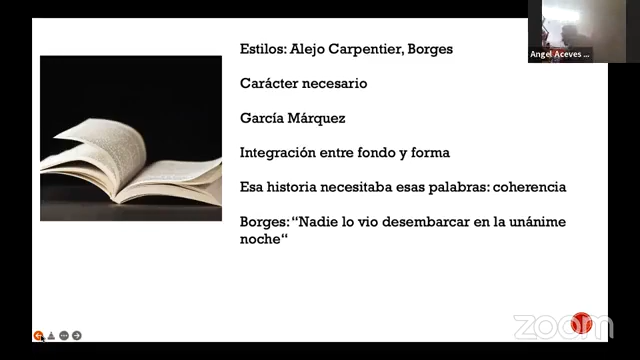 Estilos: Alejo Carpentier, Borges
Angel Aceves ...
Carácter necesario
García Márquez
Integración entre fondo y forma
Esa historia necesitaba esas palabras: coherencia
Borges: “Nadie lo vio desembarcar en la unánime
noche“
zoom